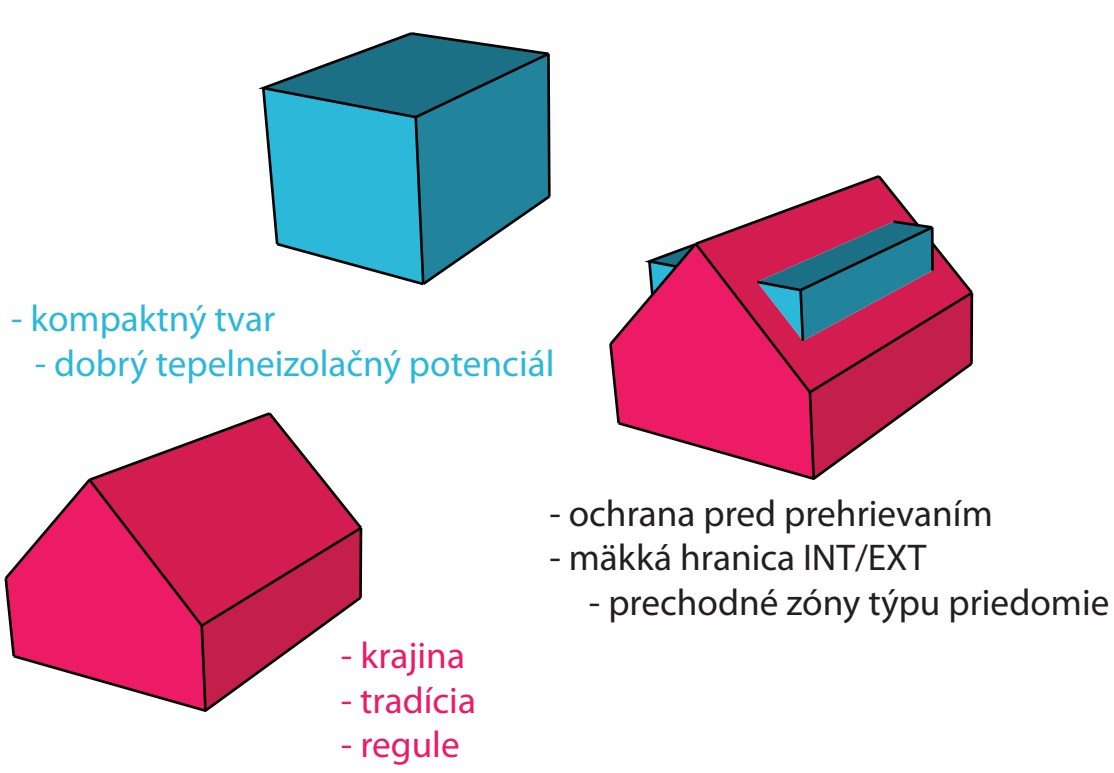 - kompaktný tvar
- dobrý tepelneizolačný potenciál
- ochrana pred prehrievaním
- mäkká hranica INT/EXT
- prechodné zóny týpu priedomie
- krajina
- tradícia
- regule